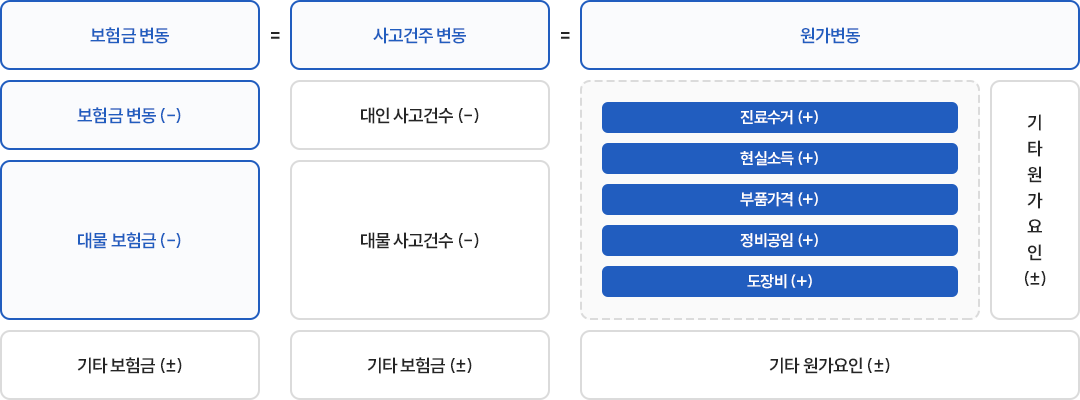 보험금 변동 = 사고건주 변동 = 원가변동
보험금 변동 (-)
대인 사고건수 (-)
진료수거 (+)
현실소득 (+)
부품가격 (+)
정비공임 (+)
도장비 (+)
기타원가요인(±)
대물 보험금 (-)
대물 사고건수 (-)
기타 보험금 (±)
기타 보험금 (±)
기타 원가요인 (±)